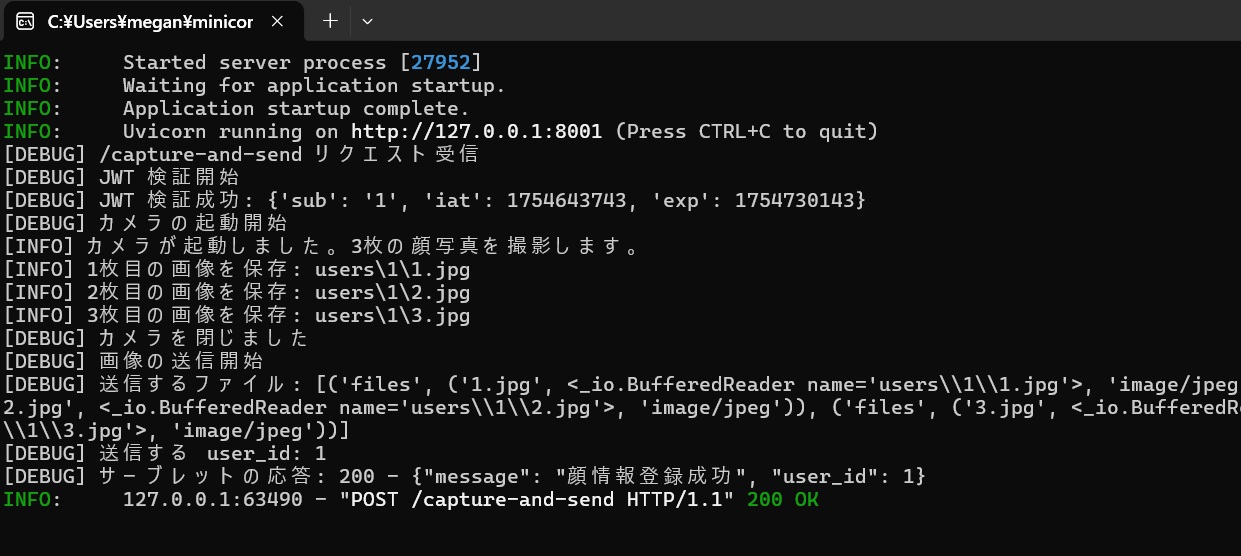 C:¥Users¥megan¥minicor
INFO:     Started server process [27952]
INFO:     Waiting for application startup.
INFO:     Application startup complete.
INFO:     Uvicorn running on http://127.0.0.1:8001 (Press CTRL+C to quit)
[DEBUG] /capture-and-send リクエスト受信
[DEBUG] JWT 検証開始
[DEBUG] JWT 検証成功: {'sub': '1', 'iat': 1754643743, 'exp': 1754730143}
[DEBUG] カメラの起動開始
[INFO] カメラが起動しました。3枚の顔写真を撮影します。
[INFO] 1枚目の画像を保存: users\1\1.jpg
[INFO] 2枚目の画像を保存: users\1\2.jpg
[INFO] 3枚目の画像を保存: users\1\3.jpg
[DEBUG] カメラを閉じました
[DEBUG] 画像の送信開始
[DEBUG] 送信するファイル: [('files', ('1.jpg', <_io.BufferedReader name='users\\1\\1.jpg'>, 'image/jpeg
2.jpg', <_io.BufferedReader name='users\\1\\2.jpg'>, 'image/jpeg')), ('files', ('3.jpg', <_io.BufferedR
\\1\\3.jpg'>, 'image/jpeg'))]
[DEBUG] 送信する user_id: 1
[DEBUG] サーブレットの応答: 200 - {"message": "顔情報登録成功", "user_id": 1}
INFO:     127.0.0.1:63490 - "POST /capture-and-send HTTP/1.1" 200 OK